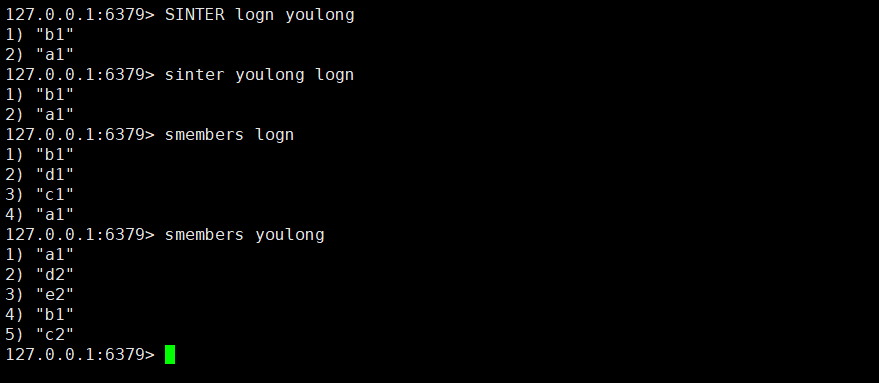 127.0.0.1:6379> SINTER logn youlong
1) "b1"
2) "a1"
127.0.0.1:6379> sinter youlong logn
1) "b1"
2) "a1"
127.0.0.1:6379> smembers logn
1) "b1"
2) "d1"
3) "c1"
4) "a1"
127.0.0.1:6379> smembers youlong
1) "a1"
2) "d2"
3) "e2"
4) "b1"
5) "c2"
127.0.0.1:6379>